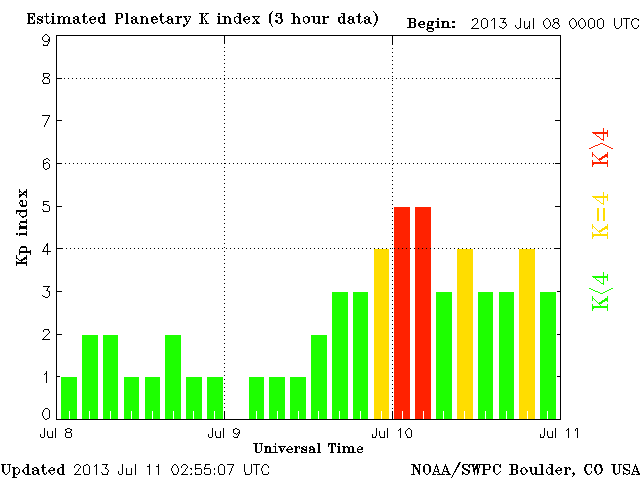 Estimated Planetary K index (3 hour data) Begin: 2013 Jul 08 0000 UTC
9
8
7
6
5
4
3
2
1
0
Kp index
K>4
K=4
K<4
Jul 8 Jul 9 Jul 10 Jul 11
Universal Time
Updated 2013 Jul 11 02:55:07 UTC NOAA/SWPC Boulder, CO USA